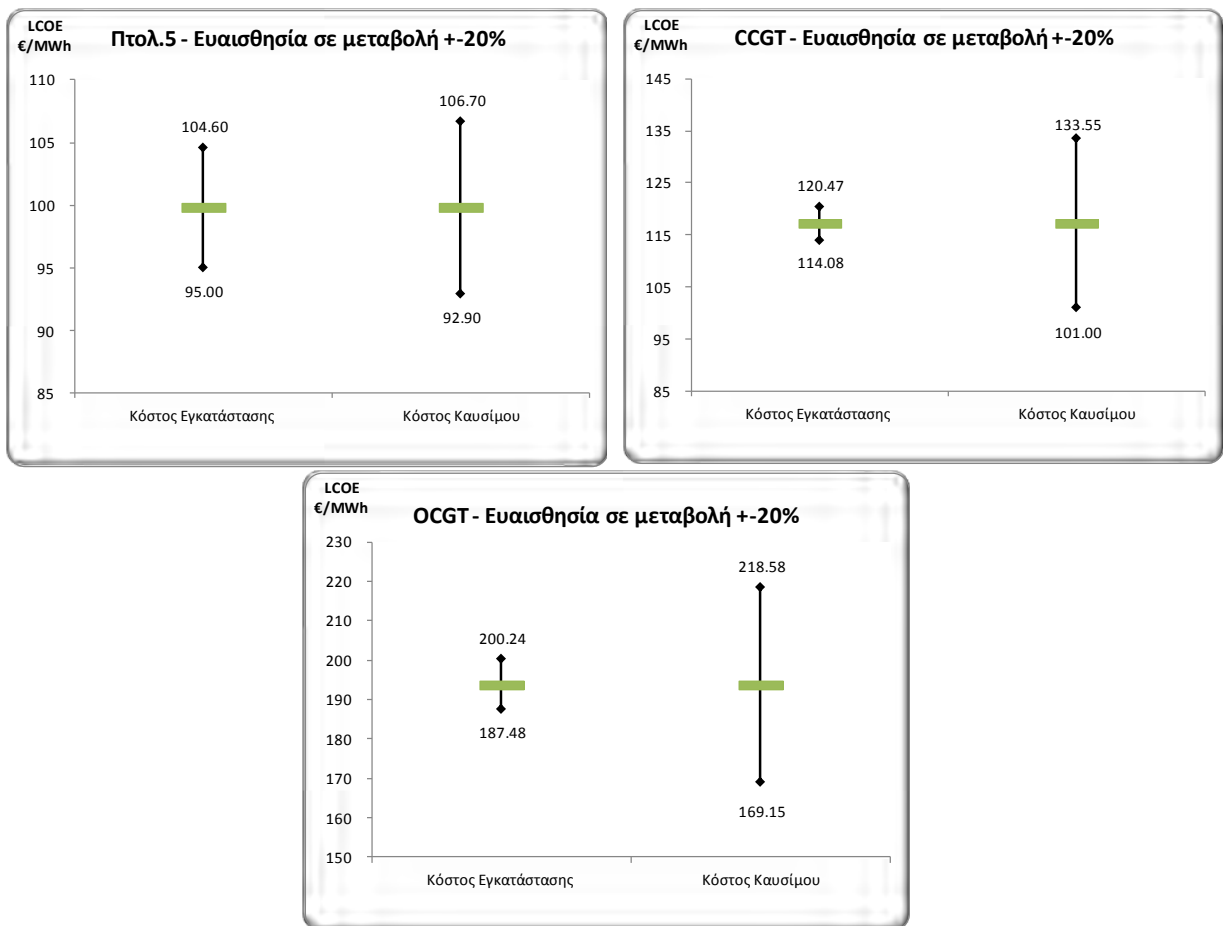 LCOE
€/MWh
Πτολ.5 - Ευαισθησία σε μεταβολή +-20%
110
105
100
95
90
85
104.60
95.00
106.70
92.90
Κόστος Εγκατάστασης
Κόστος Καυσίμου
LCOE
€/MWh
CCGT - Ευαισθησία σε μεταβολή +-20%
145
135
125
115
105
95
85
120.47
114.08
133.55
101.00
Κόστος Εγκατάστασης
Κόστος Καυσίμου
LCOE
€/MWh
OCGT - Ευαισθησία σε μεταβολή +-20%
230
220
210
200
190
180
170
160
150
200.24
187.48
218.58
169.15
Κόστος Εγκατάστασης
Κόστος Καυσίμου